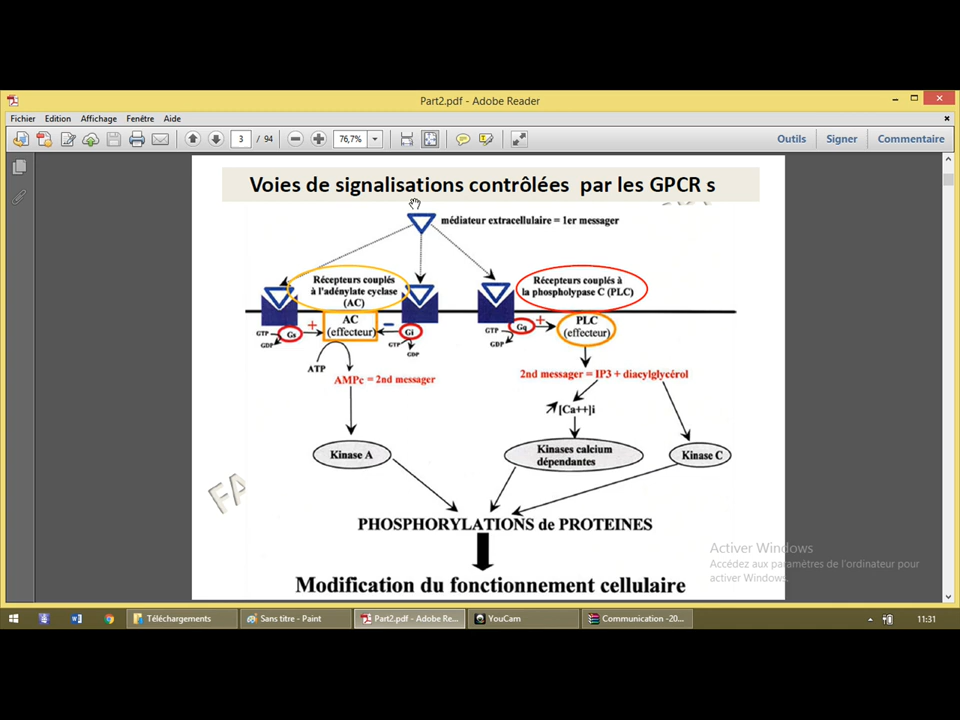 Part2.pdf - Adobe Reader
Fichier Edition Affichage Fenêtre Aide
3 / 94 76,7% Outils Signer Commentaire
Voies de signalisations contrôlées par les GPCR s
médiateur extracellulaire = 1er messager
Récepteurs couplés
à l'adénylate cyclase
(AC)
Récepteurs couplés à
la phospholypase C (PLC)
GTP
GDP
Gs
+
AC
(effecteur)
−
Gi
GTP
GDP
GTP
GDP
Gq
+
PLC
(effecteur)
ATP
AMPc = 2nd messager
2nd messager = IP3 + diacylglycérol
[Ca++]i
Kinase A
Kinases calcium
dépendantes
Kinase C
FA
PHOSPHORYLATIONS de PROTEINES
Modification du fonctionnement cellulaire
Activer Windows
Accédez aux paramètres de l'ordinateur pour
activer Windows.
Téléchargements Sans titre - Paint Part2.pdf - Adobe Re... YouCam Communication -20... 11:31